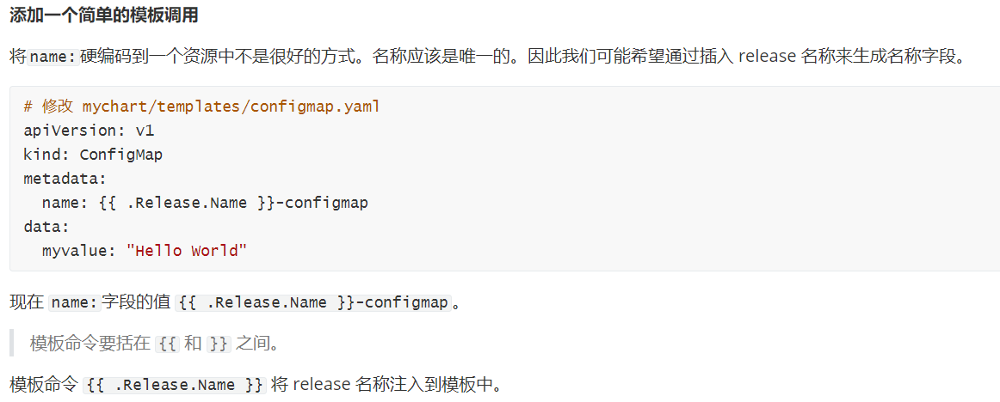 添加一个简单的模板调用
将name:硬编码到一个资源中不是很好的方式。名称应该是唯一的。因此我们可能希望通过插入 release 名称来生成名称字段。
# 修改 mychart/templates/configmap.yaml
apiVersion: v1
kind: ConfigMap
metadata:
  name: {{ .Release.Name }}-configmap
data:
  myvalue: "Hello World"
现在 name:字段的值 {{ .Release.Name }}-configmap。
模板命令要括在 {{ 和 }} 之间。
模板命令 {{ .Release.Name }} 将 release 名称注入到模板中。